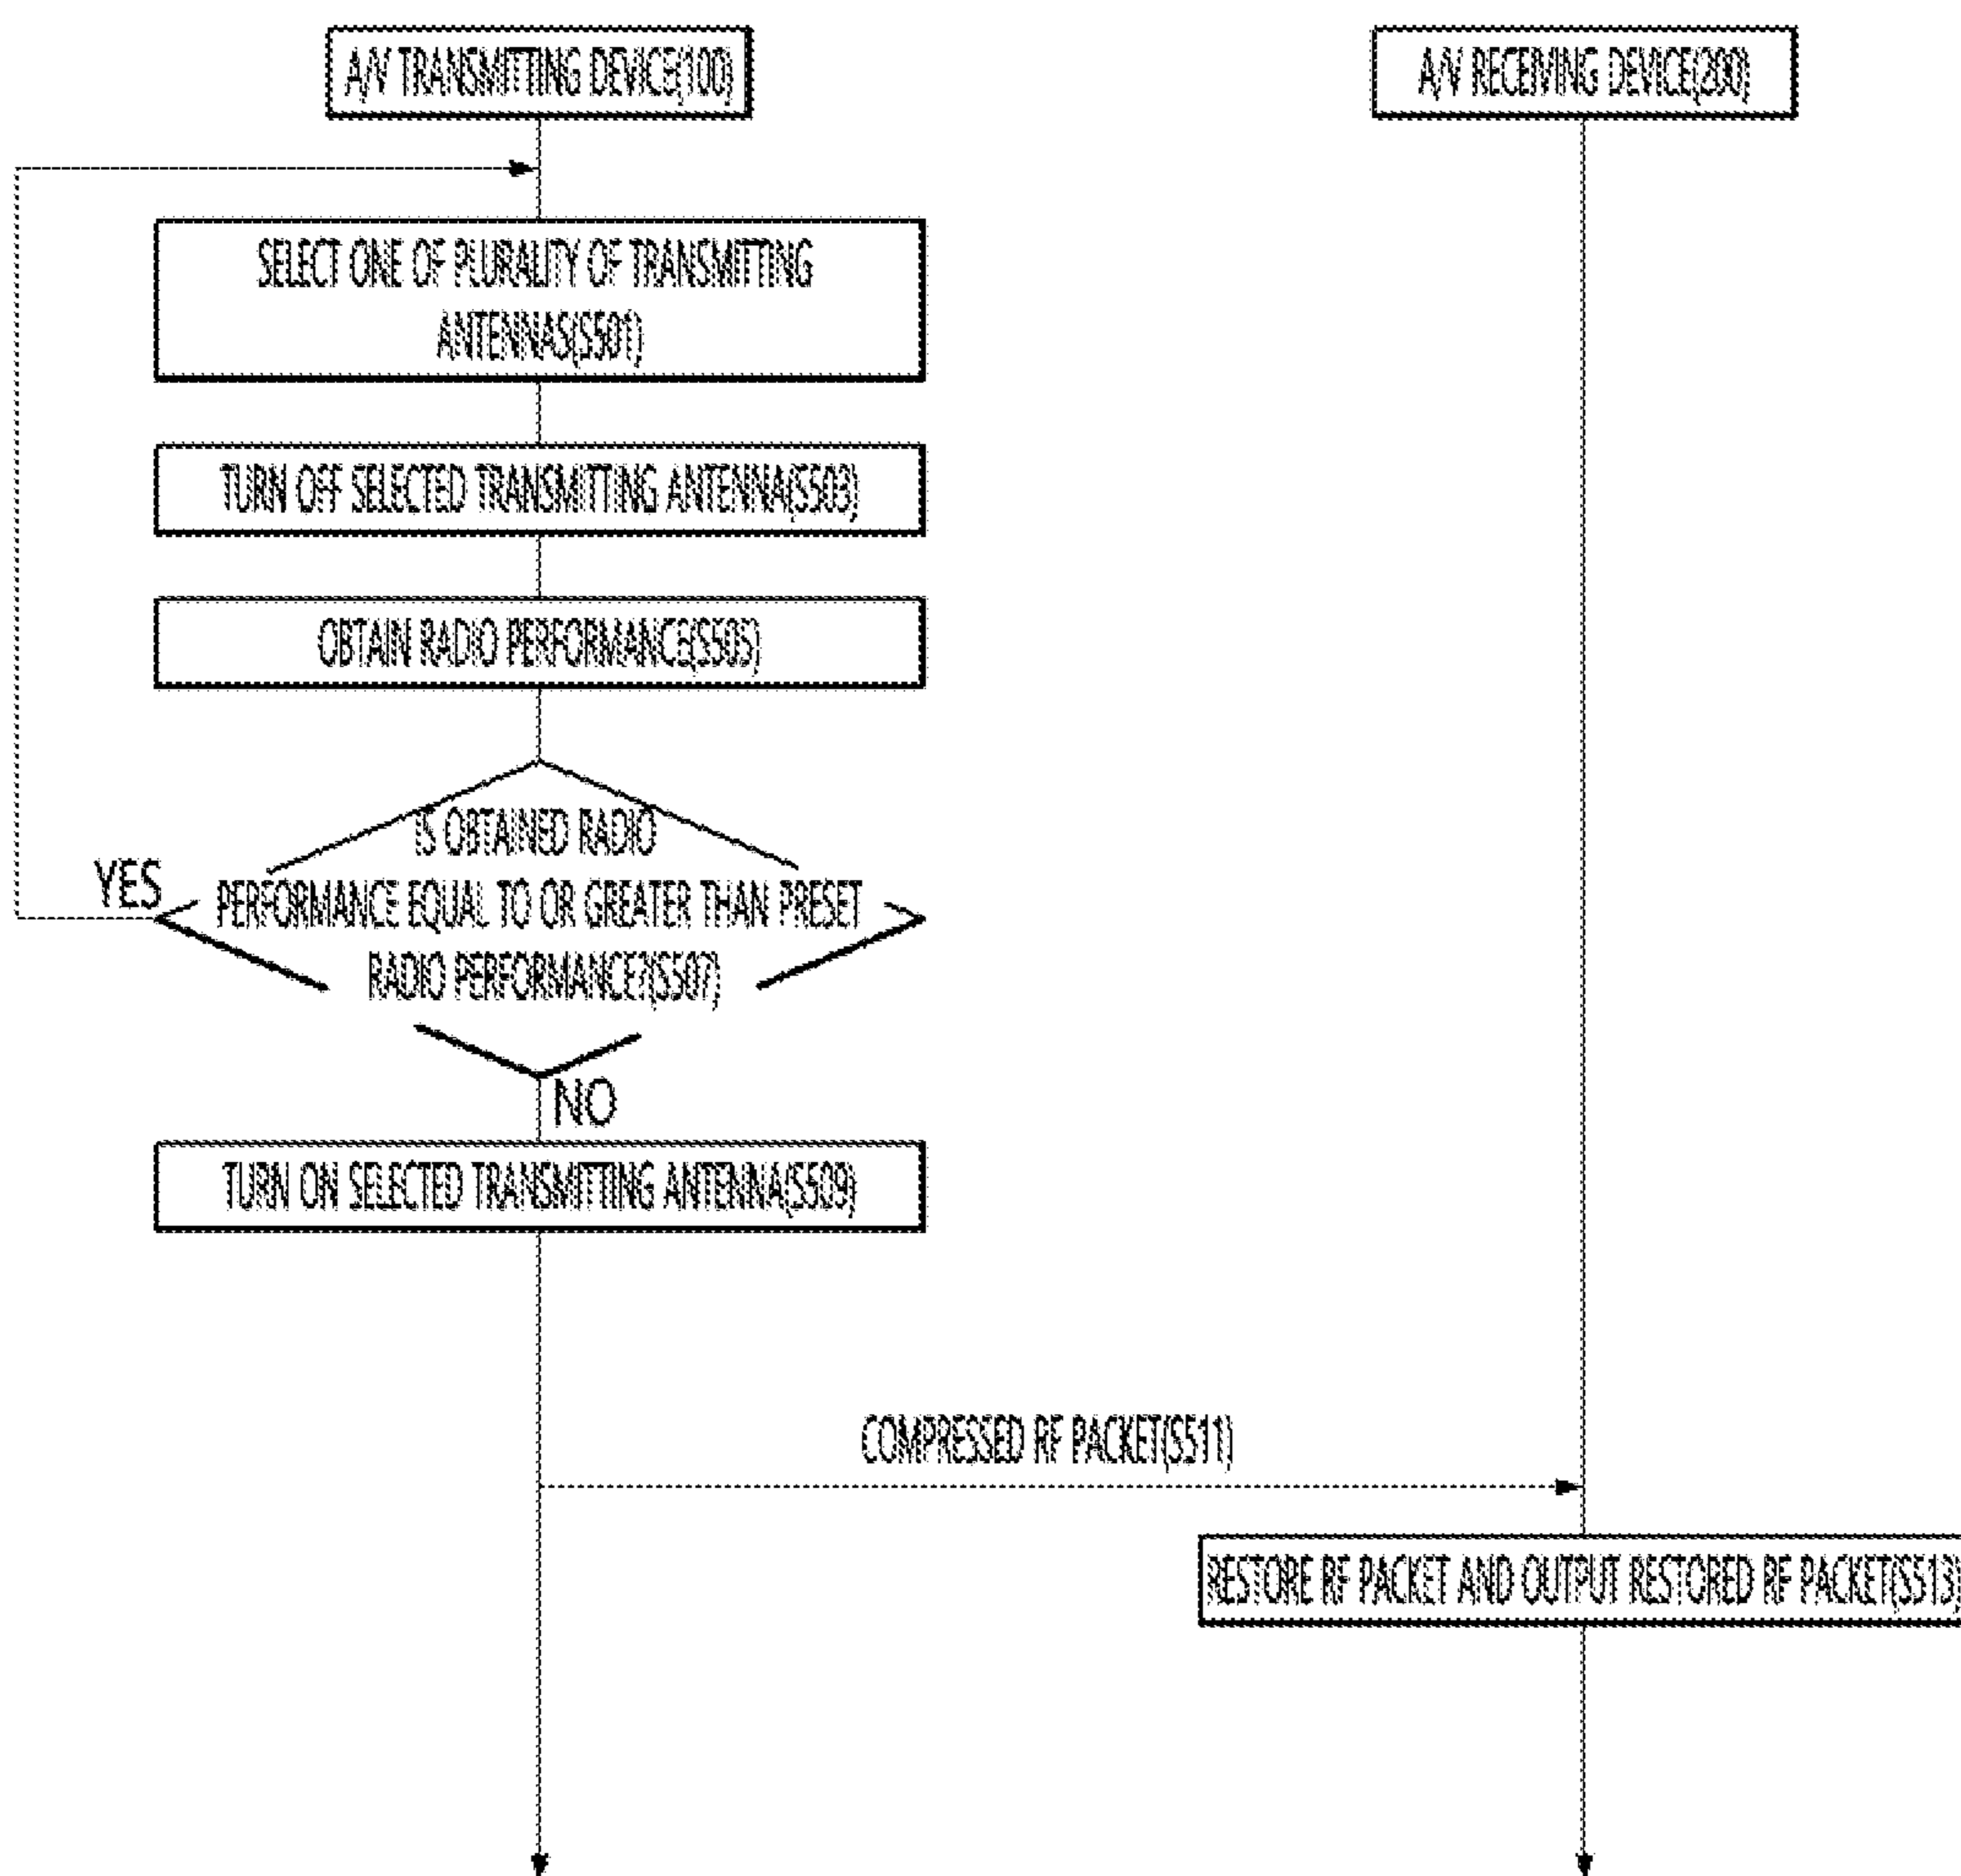 A/V TRANSMITTING DEVICE(100)
A/V RECEIVING DEVICE(200)
SELECT ONE OF PLURALITY OF TRANSMITTING
ANTENNAS(S501)
TURN OFF SELECTED TRANSMITTING ANTENNA(S503)
OBTAIN RADIO PERFORMANCE(S505)
IS OBTAINED RADIO
PERFORMANCE EQUAL TO OR GREATER THAN PRESET
RADIO PERFORMANCE?(S507)
YES
NO
TURN ON SELECTED TRANSMITTING ANTENNA(S509)
COMPRESSED RF PACKET(S511)
RESTORE RF PACKET AND OUTPUT RESTORED RF PACKET(S513)